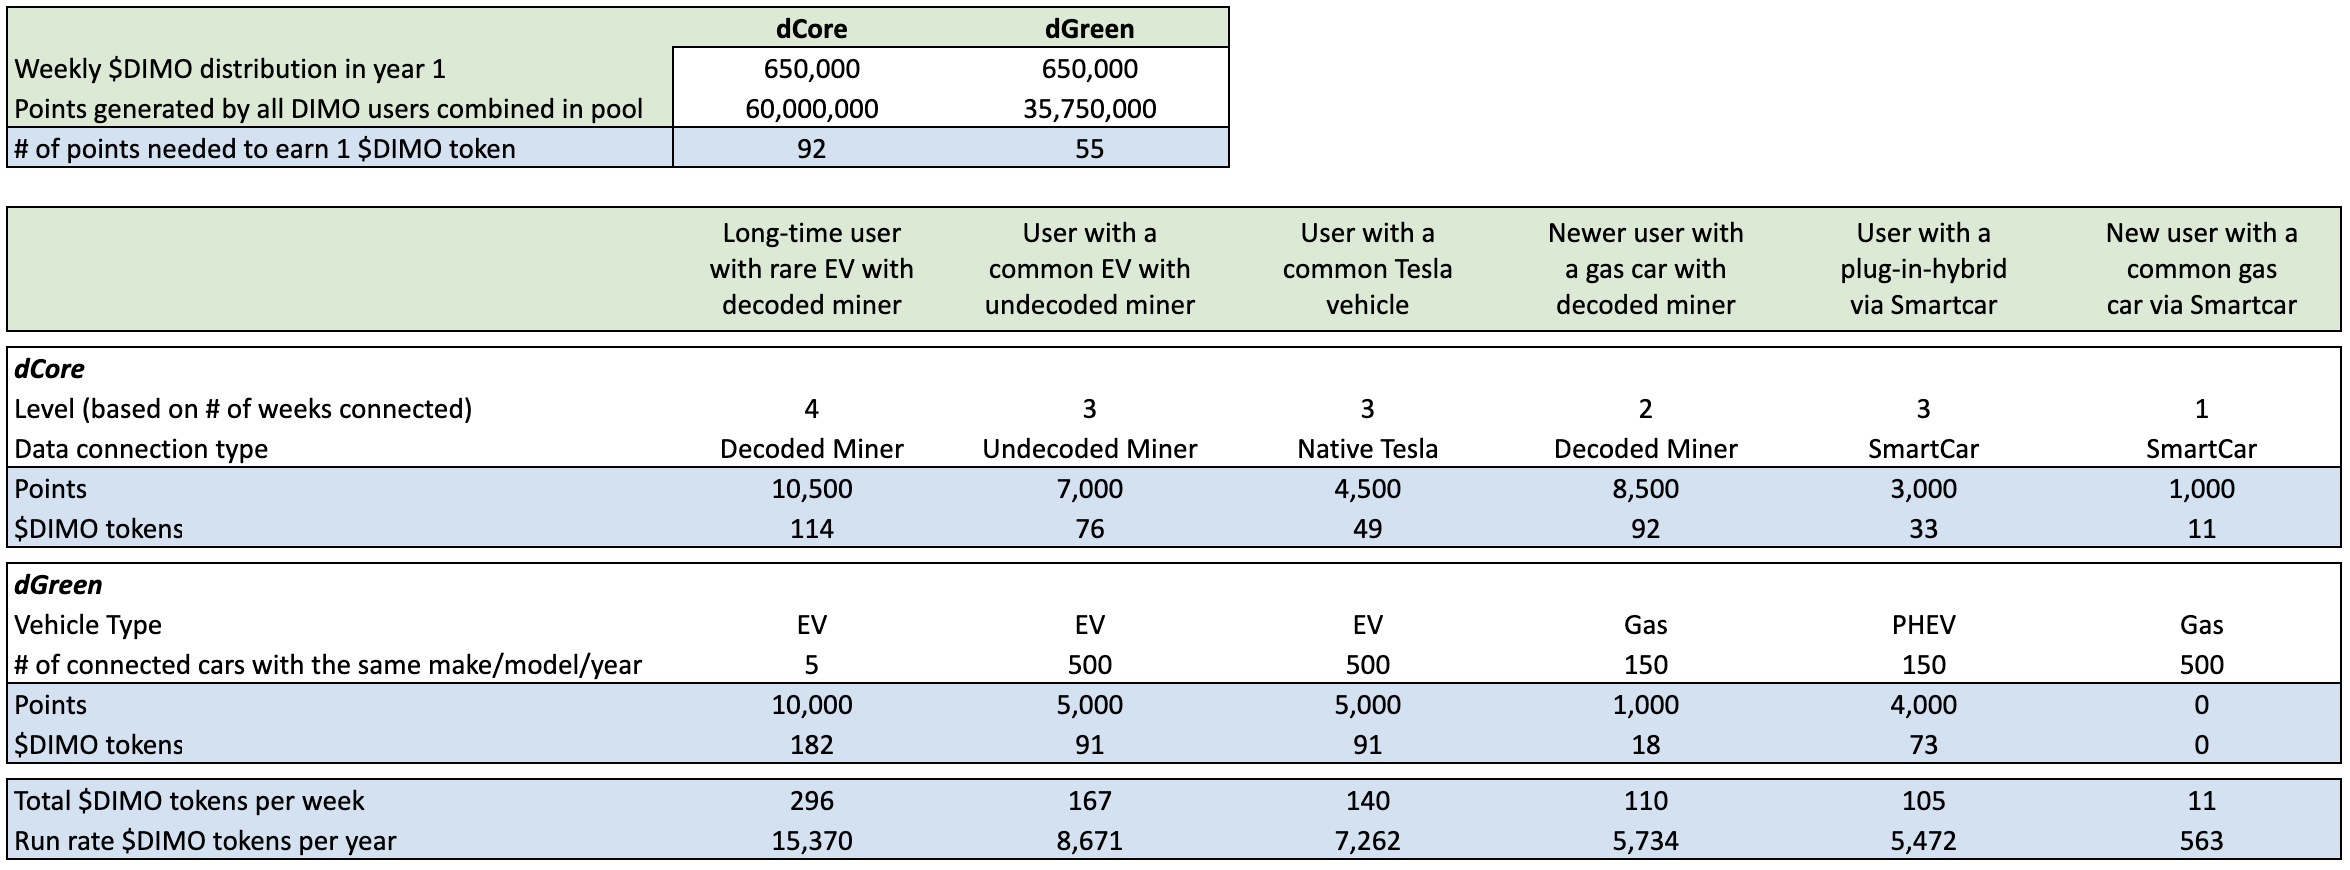 dCore dGreen
Weekly $DIMO distribution in year 1 650,000 650,000
Points generated by all DIMO users combined in pool 60,000,000 35,750,000
# of points needed to earn 1 $DIMO token 92 55
Long-time user User with a User with a Newer user with User with a New user with a
with rare EV with common EV with common Tesla a gas car with plug-in-hybrid common gas
decoded miner undecoded miner vehicle decoded miner via Smartcar car via Smartcar
dCore
Level (based on # of weeks connected) 4 3 3 2 3 1
Data connection type Decoded Miner Undecoded Miner Native Tesla Decoded Miner SmartCar SmartCar
Points 10,500 7,000 4,500 8,500 3,000 1,000
$DIMO tokens 114 76 49 92 33 11
dGreen
Vehicle Type EV EV EV Gas PHEV Gas
# of connected cars with the same make/model/year 5 500 500 150 150 500
Points 10,000 5,000 5,000 1,000 4,000 0
$DIMO tokens 182 91 91 18 73 0
Total $DIMO tokens per week 296 167 140 110 105 11
Run rate $DIMO tokens per year 15,370 8,671 7,262 5,734 5,472 563